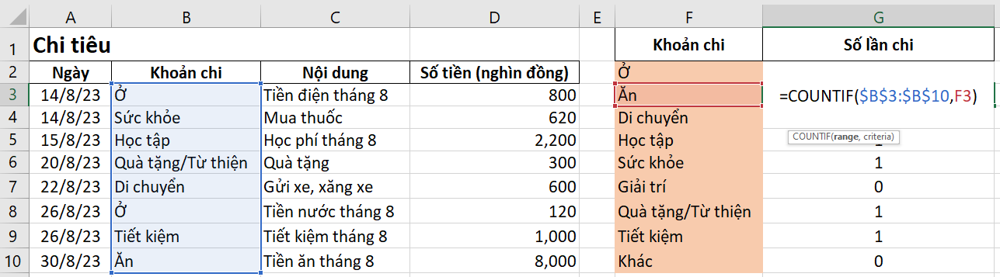 A B C D E F G
1 Chi tiêu Khoản chi Số lần chi
2 Ngày Khoản chi Nội dung Số tiền (nghìn đồng) Ở
3 14/8/23 Ở Tiền điện tháng 8 800 Ăn =COUNTIF($B$3:$B$10,F3)
4 14/8/23 Sức khỏe Mua thuốc 620 Di chuyển
COUNTIF(range, criteria)
5 15/8/23 Học tập Học phí tháng 8 2,200 Học tập 1
6 20/8/23 Quà tặng/Từ thiện Quà tặng 300 Sức khỏe 1
7 22/8/23 Di chuyển Gửi xe, xăng xe 600 Giải trí 0
8 26/8/23 Ở Tiền nước tháng 8 120 Quà tặng/Từ thiện 1
9 26/8/23 Tiết kiệm Tiết kiệm tháng 8 1,000 Tiết kiệm 1
10 30/8/23 Ăn Tiền ăn tháng 8 8,000 Khác 0